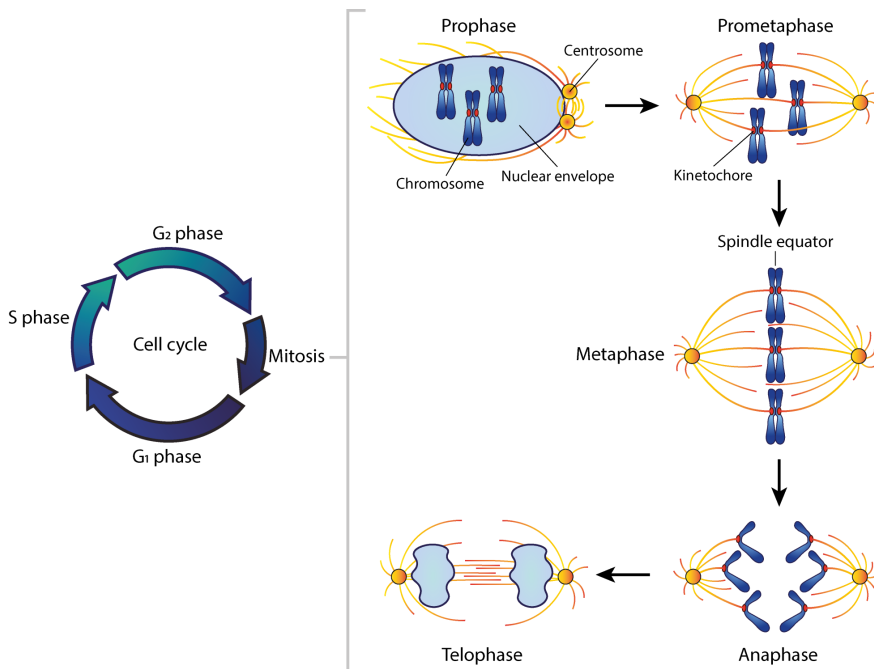 Prophase
Centrosome
Chromosome
Nuclear envelope
Prometaphase
Kinetochore
G₂ phase
S phase
Cell cycle
Mitosis
G₁ phase
Spindle equator
Metaphase
Telophase
Anaphase